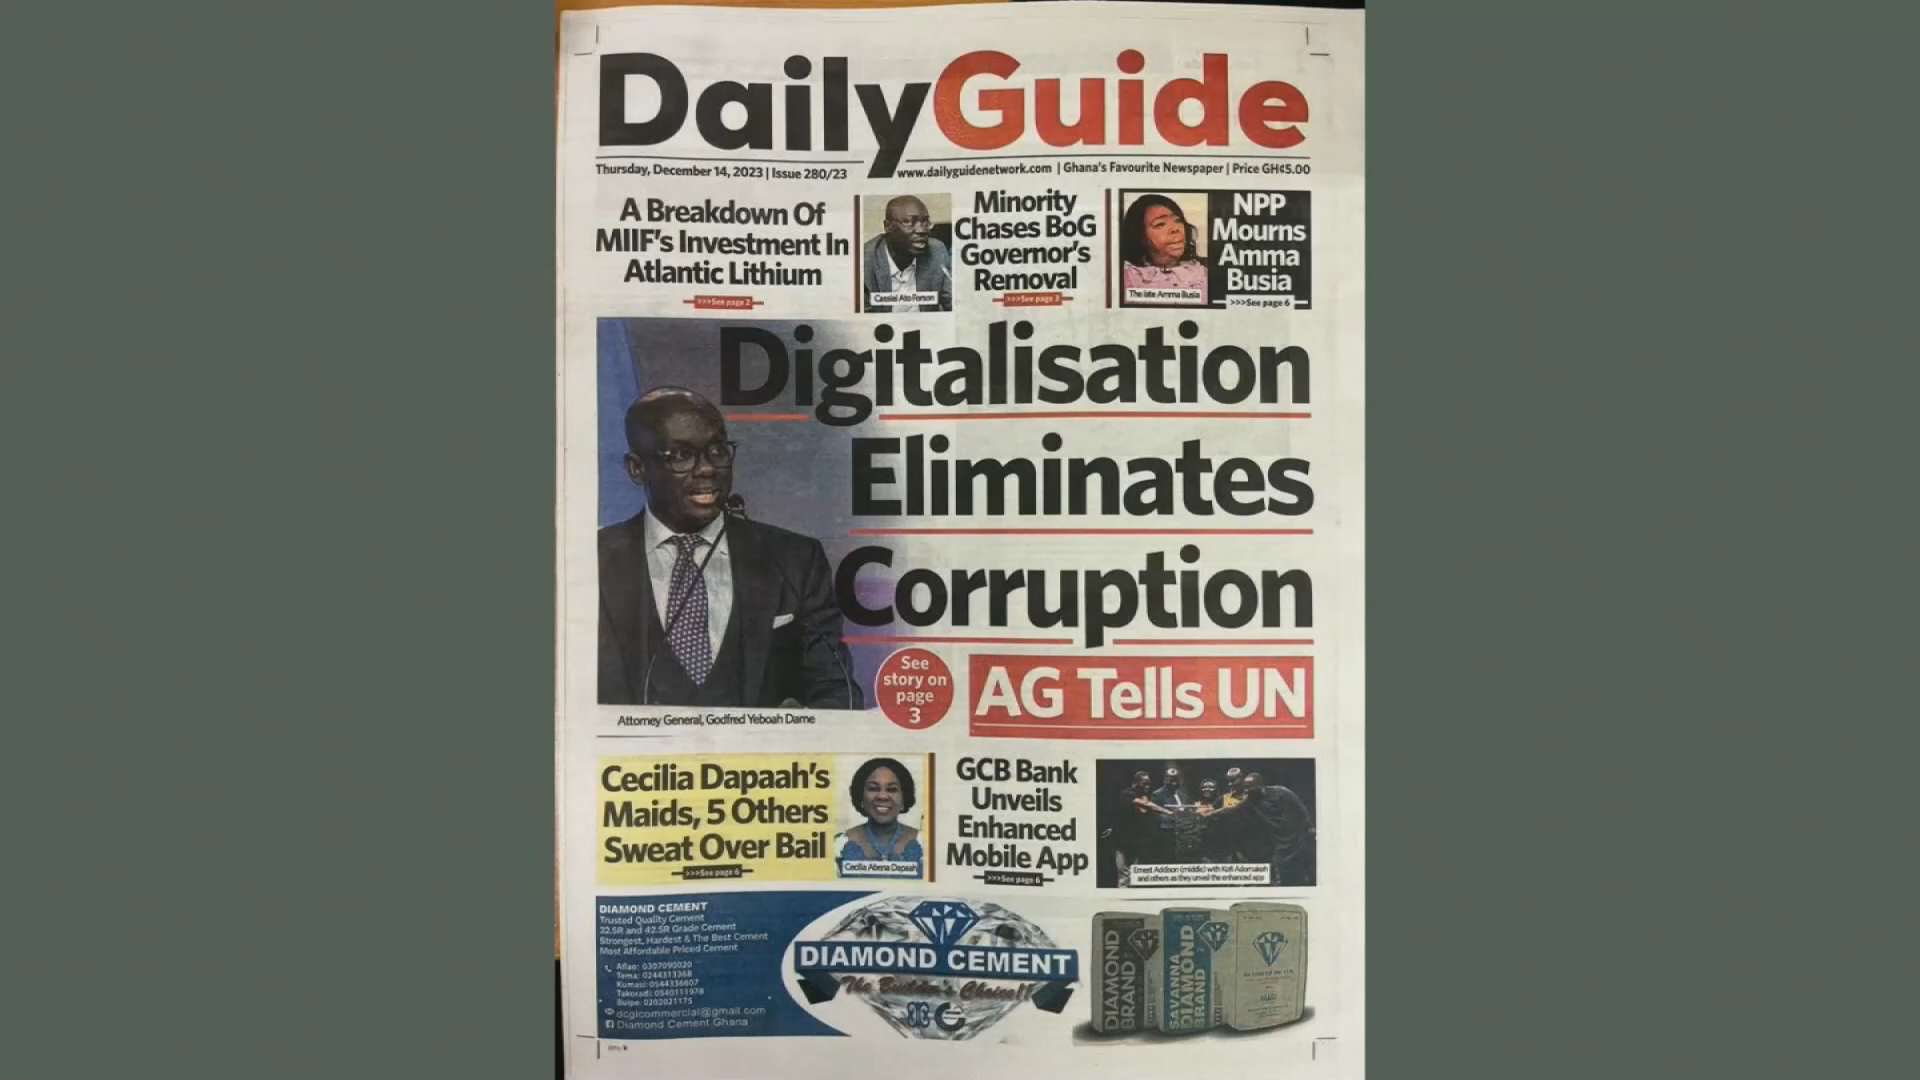 DailyGuide
Thursday, December 14, 2023 | Issue 280/23
www.dailyguidenetwork.com | Ghana's Favourite Newspaper | Price GH¢5.00
A Breakdown Of
MIIF's Investment In
Atlantic Lithium
>>>See page 2
Cassiel Ato Forson
Minority
Chases BoG
Governor's
Removal
>>>See page 3
The late Amma Busia
NPP
Mourns
Amma
Busia
>>>See page 6
Digitalisation
Eliminates
Corruption
See
story on
page
3
AG Tells UN
Attorney General, Godfred Yeboah Dame
Cecilia Dapaah's
Maids, 5 Others
Sweat Over Bail
>>>See page 6
Cecilia Abena Dapaah
GCB Bank
Unveils
Enhanced
Mobile App
>>>See page 6
Ernest Addison (middle) with Kofi Adomakoh
and others as they unveil the enhanced app
DIAMOND CEMENT
Trusted Quality Cement
32.5R and 42.5R Grade Cement
Strongest, Hardest & The Best Cement
Most Affordable Priced Cement
Aflao: 0307090020
Tema: 0244313368
Kumasi: 0544336607
Takoradi: 0540111978
Buipe: 0202021175
dcglcommercial@gmail.com
Diamond Cement Ghana
DIAMOND CEMENT
The Builder's Choice!!
DIAMOND
BRAND
SAVANNA
DIAMOND
BRAND